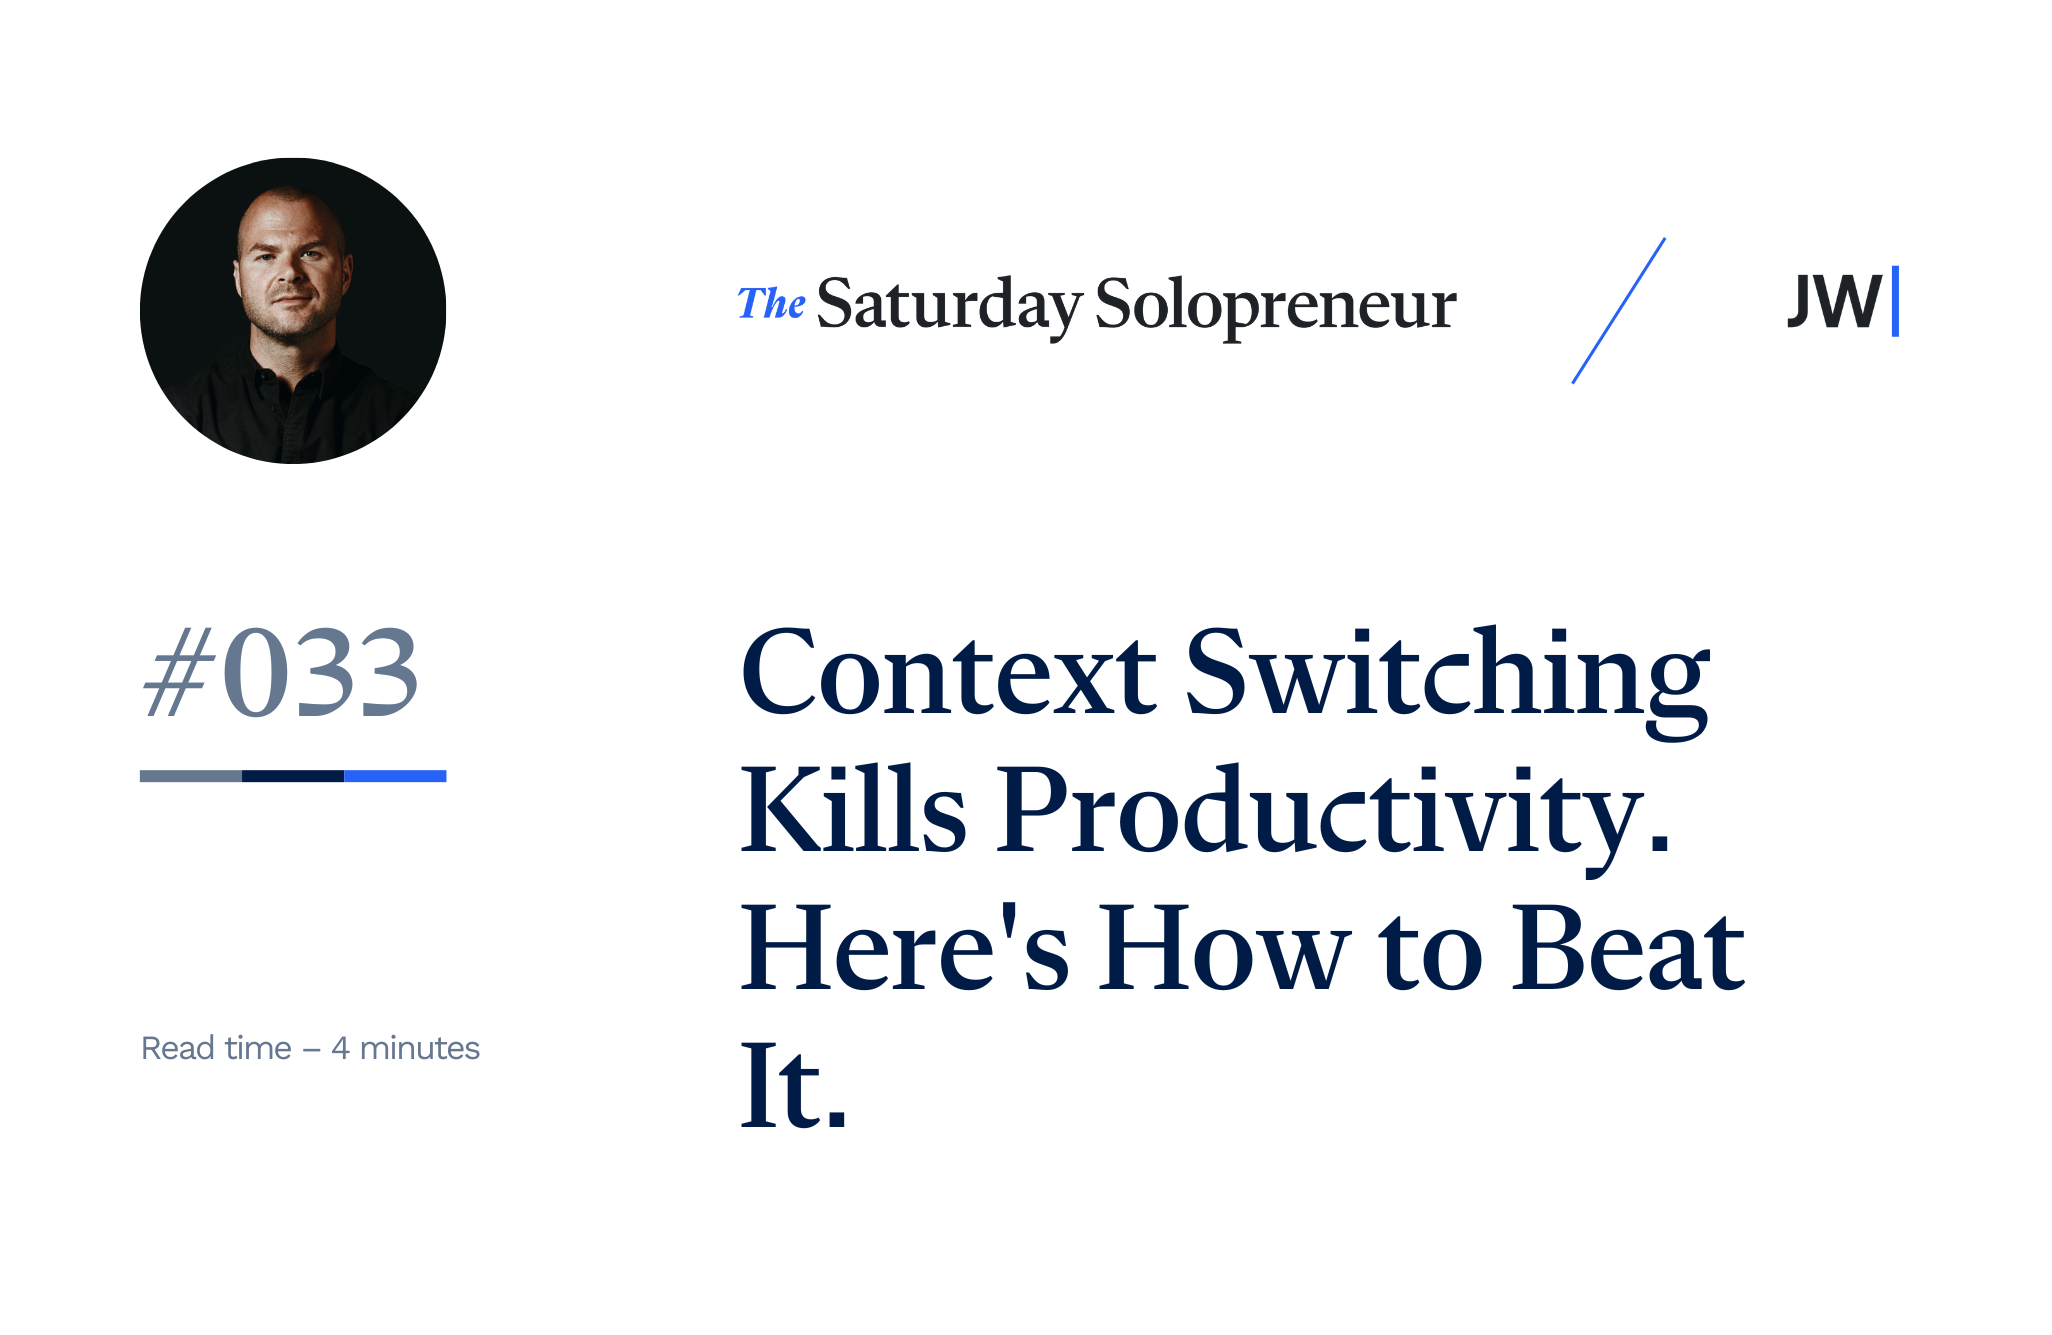 The Saturday Solopreneur
JW|
#033
Context Switching
Kills Productivity.
Here's How to Beat
It.
Read time – 4 minutes